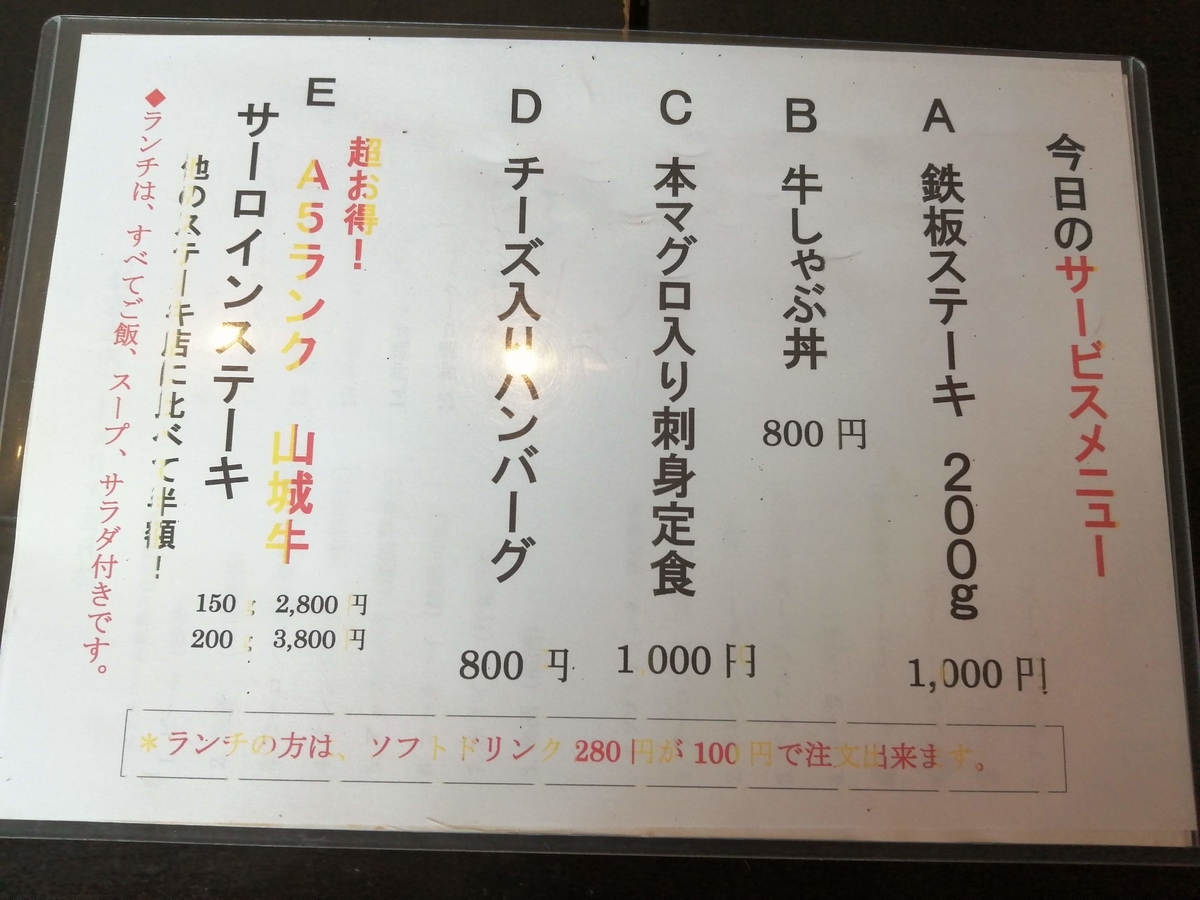 今日のサービスメニュー
A 鉄板ステーキ 200g
1,000円
B 牛しゃぶ丼
800円
C 本マグロ入り刺身定食
1,000円
D チーズ入りハンバーグ
800円
超お得！
E A5ランク 山城牛
サーロインステーキ
他のステーキ店に比べて半額！
150g 2,800円
200g 3,800円
◆ランチは、すべてご飯、スープ、サラダ付きです。
＊ランチの方は、ソフトドリンク280円が100円で注文出来ます。